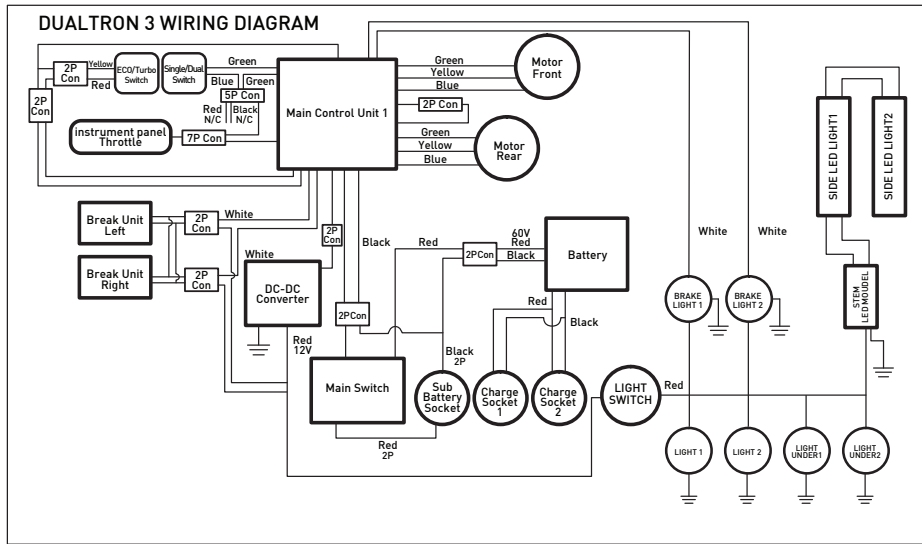 DUALTRON 3 WIRING DIAGRAM
2P
Con
Yellow
Red
ECO/Turbo
Switch
Single/Dual
Switch
Green
Blue
Green
5P Con
Red
N/C
Black
N/C
2P
Con
instrument panel
Throttle
7P Con
Main Control Unit 1
Green
Yellow
Blue
Motor
Front
2P Con
Green
Yellow
Blue
Motor
Rear
Break Unit
Left
2P
Con
White
Break Unit
Right
2P
Con
White
2P
Con
DC-DC
Converter
Red
12V
Black
2PCon
Main Switch
Red
2PCon
60V
Red
Black
Battery
Red
Black
Black
2P
Sub
Battery
Socket
Charge
Socket
1
Charge
Socket
2
Red
2P
LIGHT
SWITCH
Red
White
White
BRAKE
LIGHT 1
BRAKE
LIGHT 2
SIDE LED LIGHT1
SIDE LED LIGHT2
STEM
LEDMOUDEL
LIGHT 1
LIGHT 2
LIGHT
UNDER1
LIGHT
UNDER2